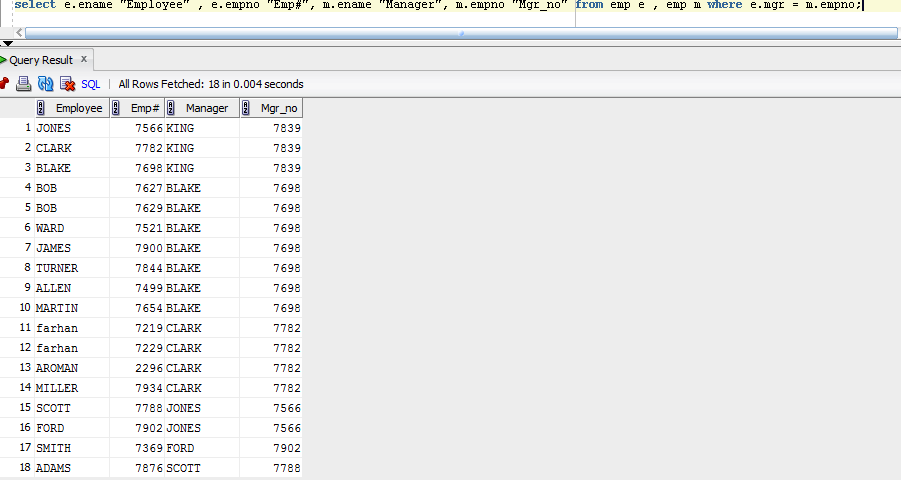 select e.ename "Employee" , e.empno "Emp#", m.ename "Manager", m.empno "Mgr_no" from emp e , emp m where e.mgr = m.empno;
Query Result x
SQL | All Rows Fetched: 18 in 0.004 seconds
Employee Emp# Manager Mgr_no
1 JONES 7566 KING 7839
2 CLARK 7782 KING 7839
3 BLAKE 7698 KING 7839
4 BOB 7627 BLAKE 7698
5 BOB 7629 BLAKE 7698
6 WARD 7521 BLAKE 7698
7 JAMES 7900 BLAKE 7698
8 TURNER 7844 BLAKE 7698
9 ALLEN 7499 BLAKE 7698
10 MARTIN 7654 BLAKE 7698
11 farhan 7219 CLARK 7782
12 farhan 7229 CLARK 7782
13 AROMAN 2296 CLARK 7782
14 MILLER 7934 CLARK 7782
15 SCOTT 7788 JONES 7566
16 FORD 7902 JONES 7566
17 SMITH 7369 FORD 7902
18 ADAMS 7876 SCOTT 7788